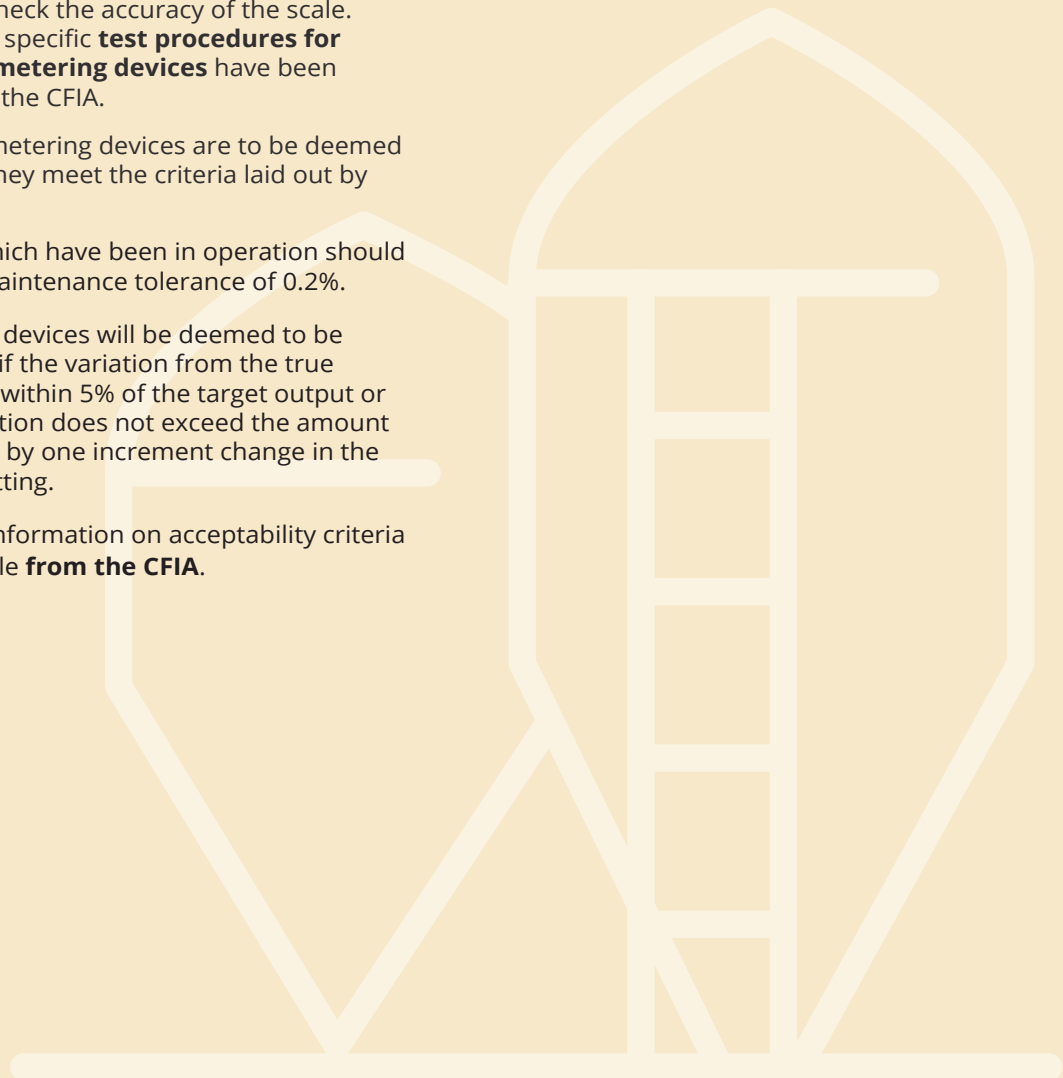 heck the accuracy of the scale.
specific test procedures for
metering devices have been
the CFIA.
metering devices are to be deemed
hey meet the criteria laid out by
hich have been in operation should
aintenance tolerance of 0.2%.
devices will be deemed to be
if the variation from the true
within 5% of the target output or
tion does not exceed the amount
by one increment change in the
tting.
nformation on acceptability criteria
le from the CFIA.